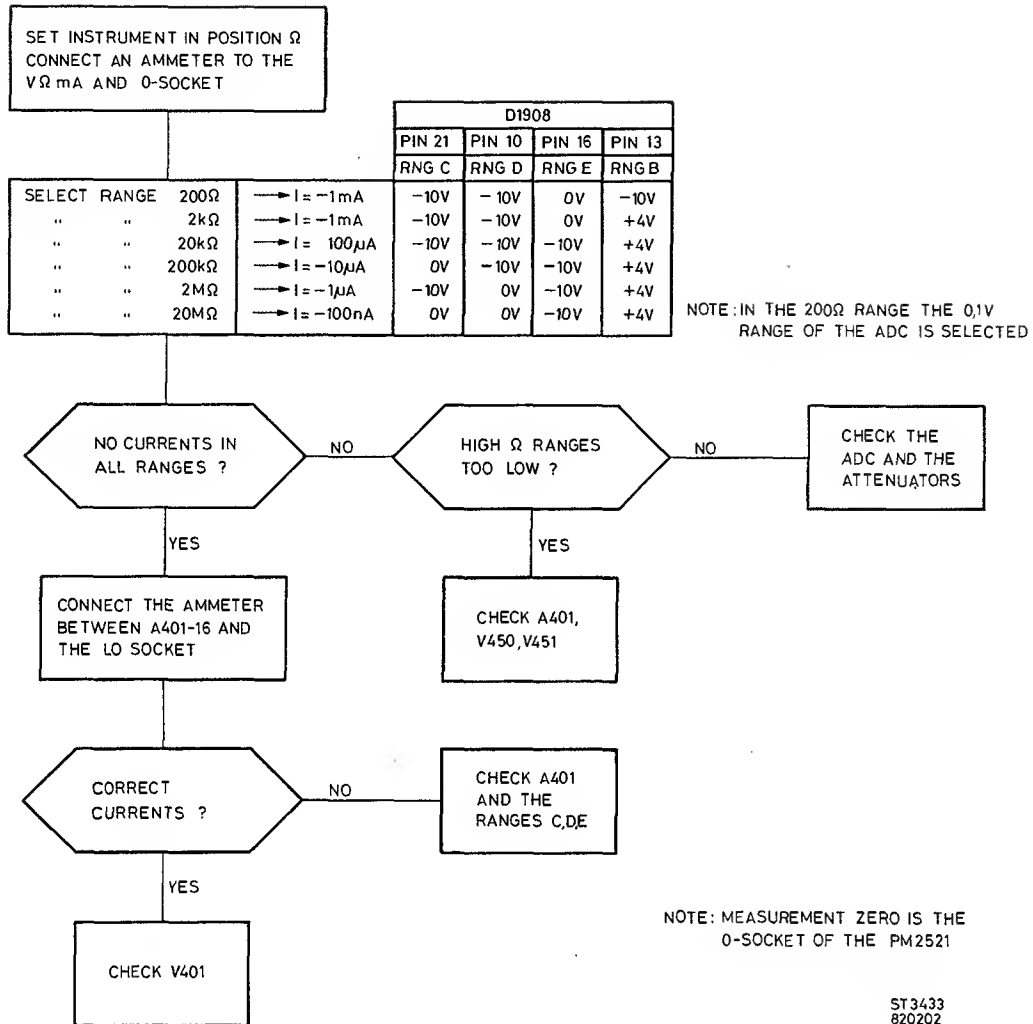 SET INSTRUMENT IN POSITION Ω
CONNECT AN AMMETER TO THE
VΩmA AND 0-SOCKET
D1908
PIN 21 PIN 10 PIN 16 PIN 13
RNG C RNG D RNG E RNG B
SELECT RANGE 200Ω → I = −1mA −10V −10V 0V −10V
" " 2kΩ → I = −1mA −10V −10V 0V +4V
" " 20kΩ → I = 100µA −10V −10V −10V +4V
" " 200kΩ → I = −10µA 0V −10V −10V +4V
" " 2MΩ → I = −1µA −10V 0V −10V +4V
" " 20MΩ → I = −100nA 0V 0V −10V +4V
NOTE: IN THE 200Ω RANGE THE 0,1V
RANGE OF THE ADC IS SELECTED
NO CURRENTS IN
ALL RANGES ?
NO
HIGH Ω RANGES
TOO LOW ?
NO
CHECK THE
ADC AND THE
ATTENUATORS
YES
YES
CONNECT THE AMMETER
BETWEEN A401-16 AND
THE LO SOCKET
CHECK A401,
V450,V451
CORRECT
CURRENTS ?
NO
CHECK A401
AND THE
RANGES C,D,E
YES
CHECK V401
NOTE: MEASUREMENT ZERO IS THE
0-SOCKET OF THE PM2521
ST3433
820202